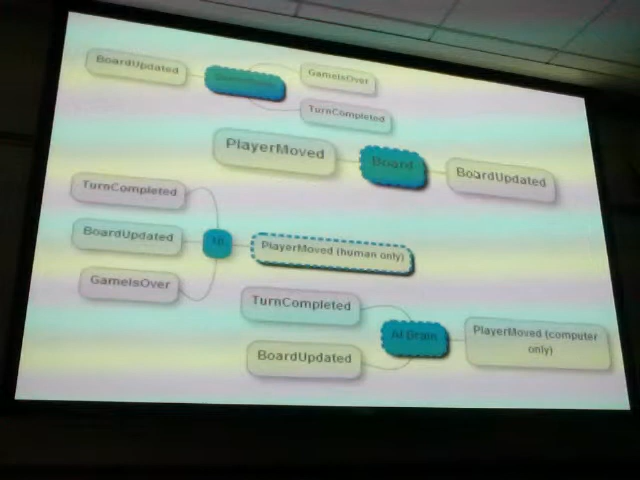 BoardUpdated
GameIsOver
TurnCompleted
PlayerMoved
Board
BoardUpdated
TurnCompleted
BoardUpdated
PlayerMoved (human only)
GameIsOver
TurnCompleted
AI Brain
PlayerMoved (computer
only)
BoardUpdated